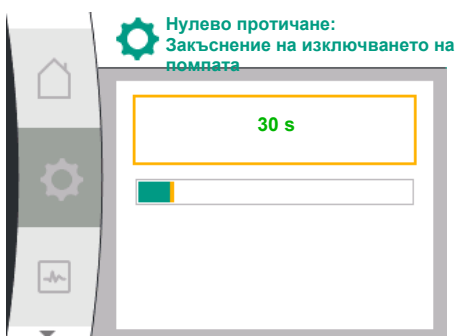 Нулево протичане:
Закъснение на изключването на
помпата
30 s